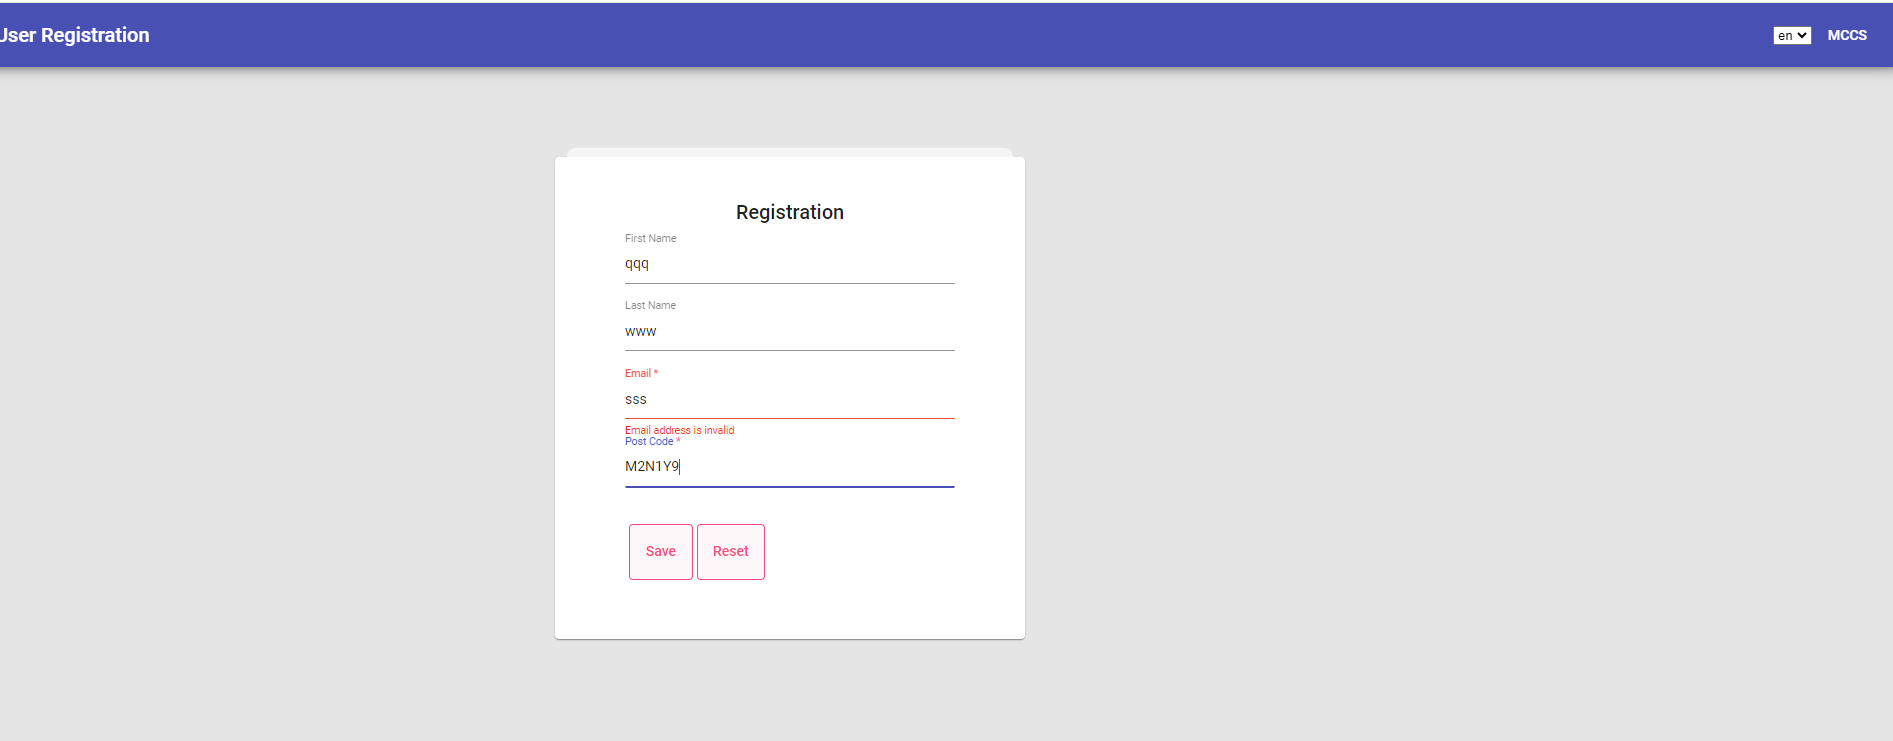 User Registration
en MCCS
Registration
First Name
qqq
Last Name
www
Email *
sss
Email address is invalid
Post Code *
M2N1Y9
Save Reset